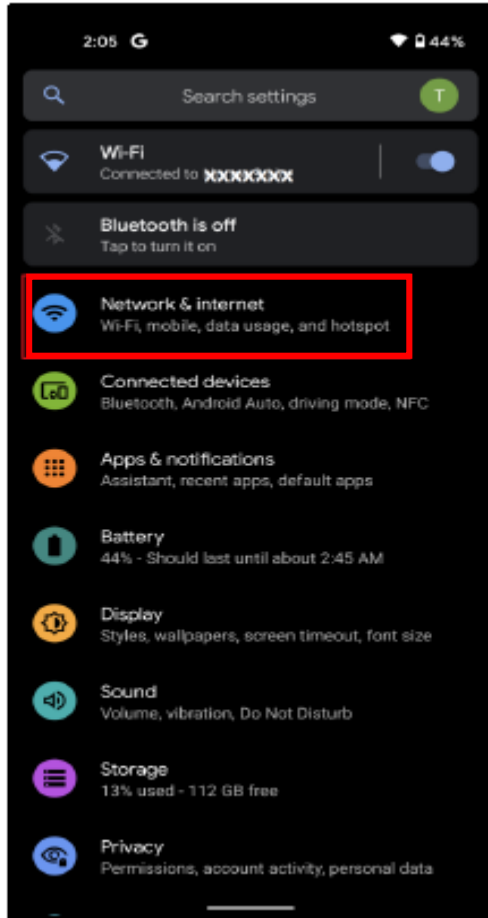 2:05 G 44%
Search settings T
Wi-Fi
Connected to xxxxxxxx
Bluetooth is off
Tap to turn it on
Network & internet
Wi-Fi, mobile, data usage, and hotspot
Connected devices
Bluetooth, Android Auto, driving mode, NFC
Apps & notifications
Assistant, recent apps, default apps
Battery
44% - Should last until about 2:45 AM
Display
Styles, wallpapers, screen timeout, font size
Sound
Volume, vibration, Do Not Disturb
Storage
13% used - 112 GB free
Privacy
Permissions, account activity, personal data